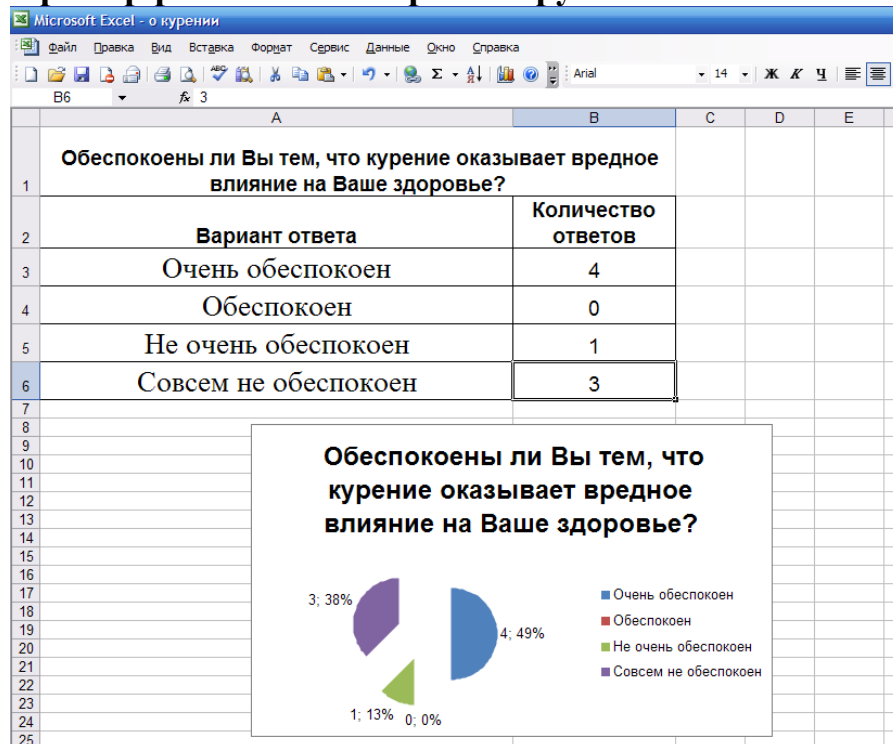 Microsoft Excel - о курении
Файл Правка Вид Вставка Формат Сервис Данные Окно Справка
Arial 14 Ж К Ч
B6 fx 3
A B C D E
1 Обеспокоены ли Вы тем, что курение оказывает вредное
влияние на Ваше здоровье?
2 Вариант ответа Количество
ответов
3 Очень обеспокоен 4
4 Обеспокоен 0
5 Не очень обеспокоен 1
6 Совсем не обеспокоен 3
7
8
9
10
11
12
13
14
15
16
17
18
19
20
21
22
23
24
25
Обеспокоены ли Вы тем, что
курение оказывает вредное
влияние на Ваше здоровье?
3; 38%
4; 49%
1; 13%
0; 0%
Очень обеспокоен
Обеспокоен
Не очень обеспокоен
Совсем не обеспокоен